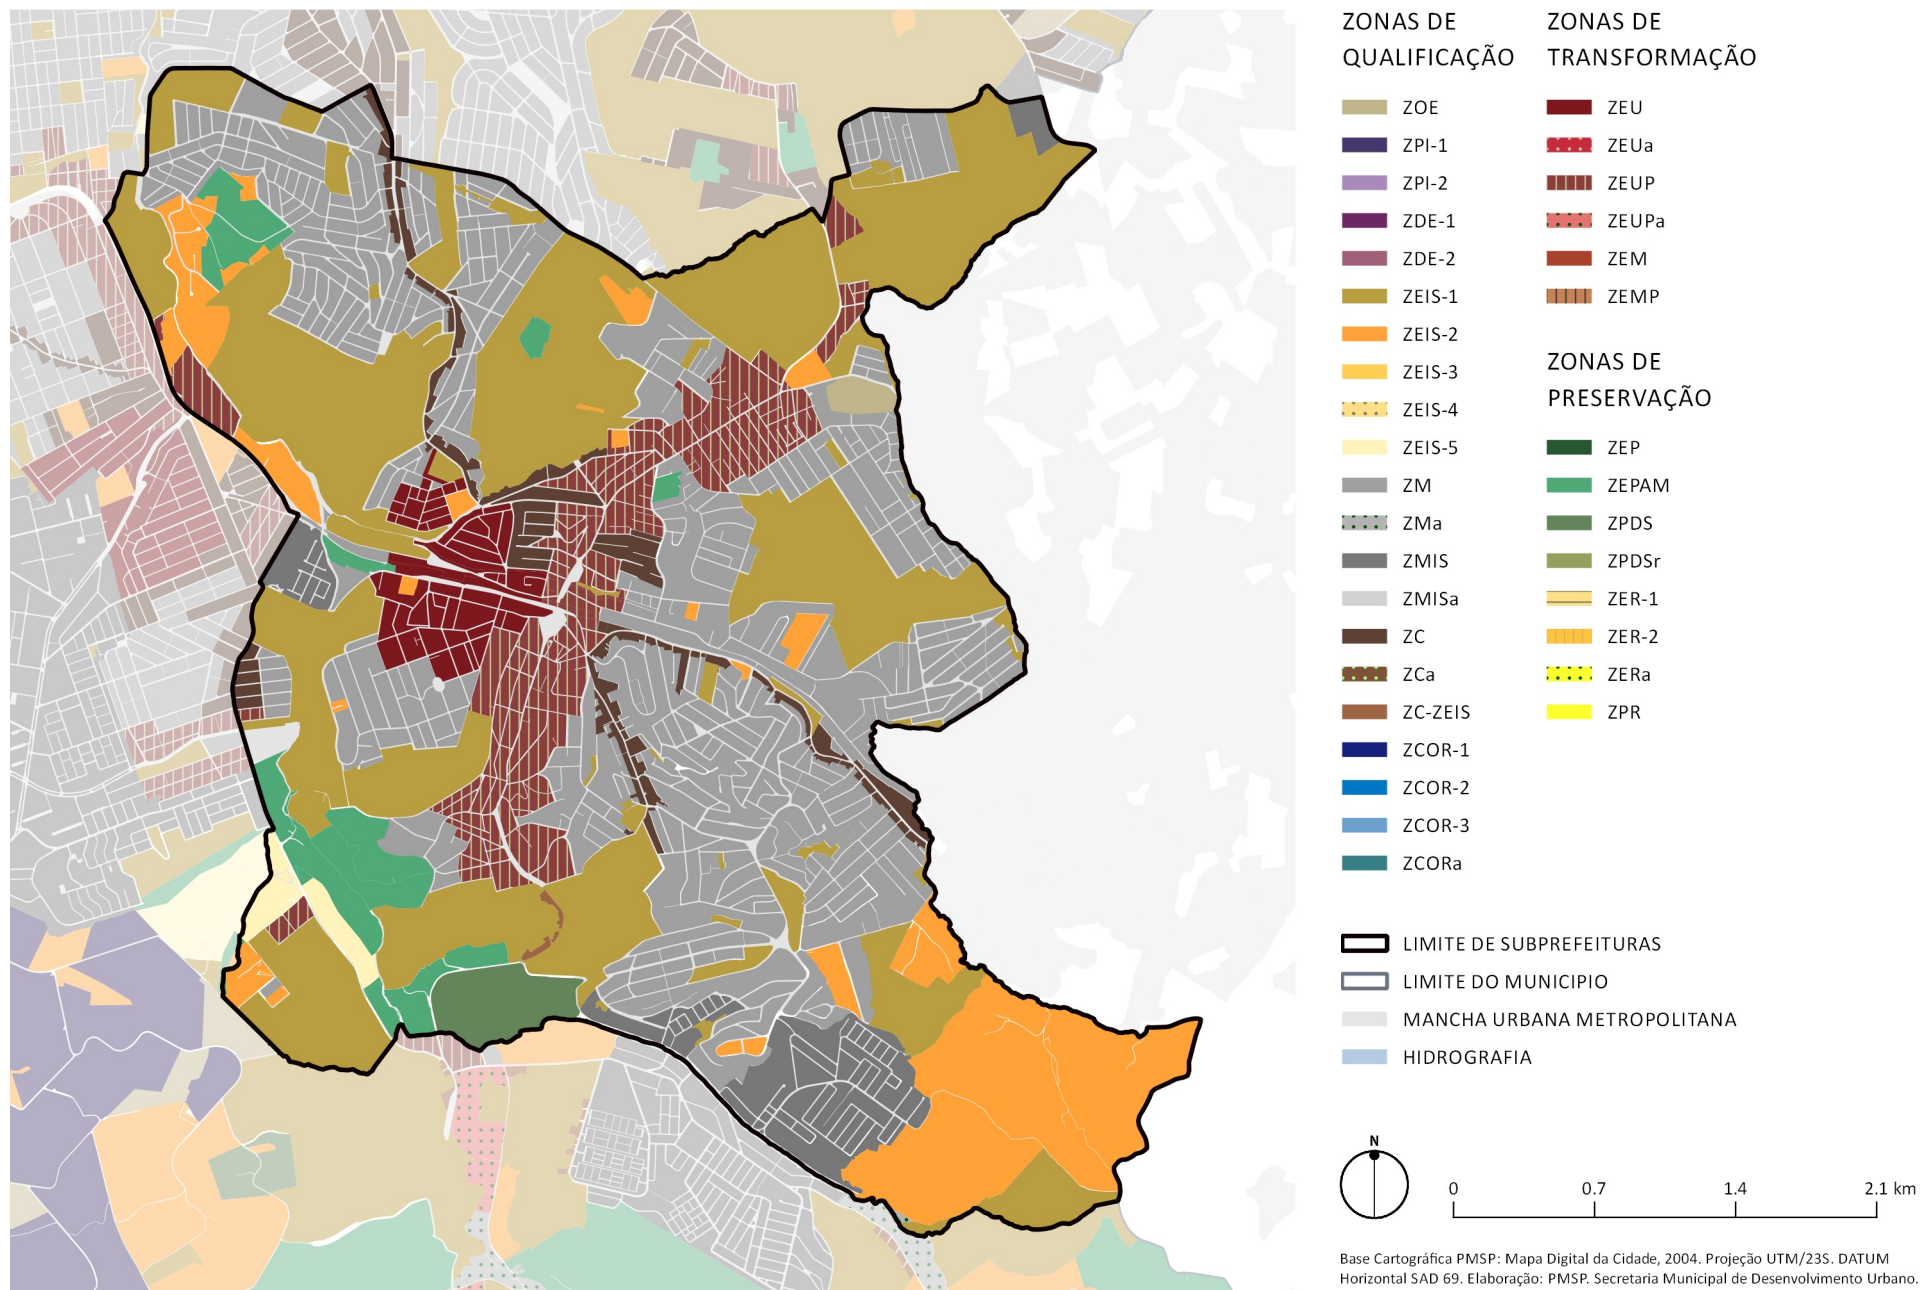 ZONAS DE
QUALIFICAÇÃO
ZOE
ZPI-1
ZPI-2
ZDE-1
ZDE-2
ZEIS-1
ZEIS-2
ZEIS-3
ZEIS-4
ZEIS-5
ZM
ZMa
ZMIS
ZMISa
ZC
ZCa
ZC-ZEIS
ZCOR-1
ZCOR-2
ZCOR-3
ZCORa
ZONAS DE
TRANSFORMAÇÃO
ZEU
ZEUa
ZEUP
ZEUPa
ZEM
ZEMP
ZONAS DE
PRESERVAÇÃO
ZEP
ZEPAM
ZPDS
ZPDSr
ZER-1
ZER-2
ZERa
ZPR
LIMITE DE SUBPREFEITURAS
LIMITE DO MUNICIPIO
MANCHA URBANA METROPOLITANA
HIDROGRAFIA
N
0 0.7 1.4 2.1 km
Base Cartográfica PMSP: Mapa Digital da Cidade, 2004. Projeção UTM/23S. DATUM
Horizontal SAD 69. Elaboração: PMSP. Secretaria Municipal de Desenvolvimento Urbano.